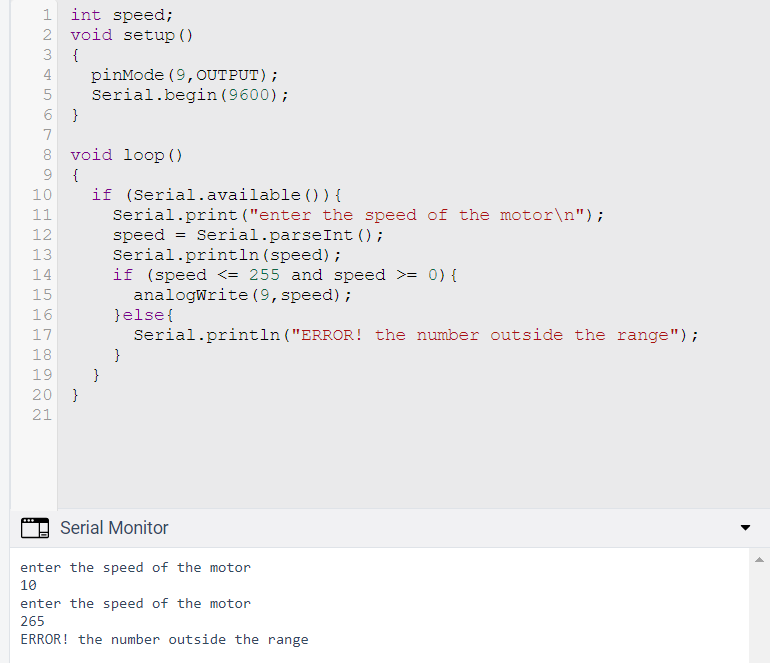 1 int speed;
2 void setup()
3 {
4   pinMode(9,OUTPUT);
5   Serial.begin(9600);
6 }
7
8 void loop()
9 {
10   if (Serial.available()){
11     Serial.print("enter the speed of the motor\n");
12     speed = Serial.parseInt();
13     Serial.println(speed);
14     if (speed <= 255 and speed >= 0){
15       analogWrite(9,speed);
16     }else{
17       Serial.println("ERROR! the number outside the range");
18     }
19   }
20 }
21
Serial Monitor
enter the speed of the motor
10
enter the speed of the motor
265
ERROR! the number outside the range